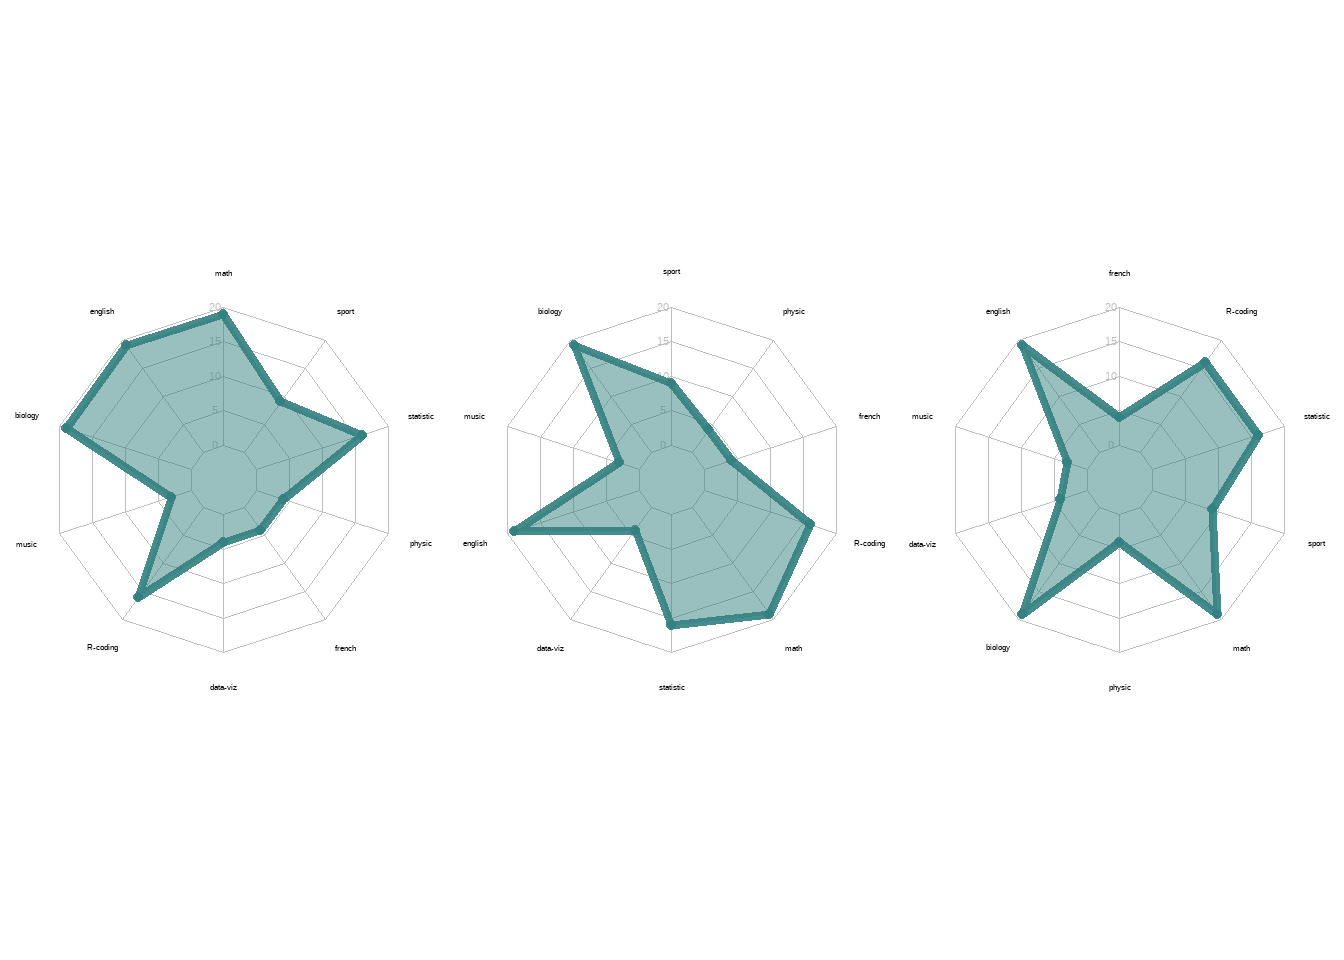 math
english
20
sport
15
10
biology
statistic
5
0
music
physic
R-coding
french
data-viz
sport
biology
20
physic
15
10
music
french
5
0
english
R-coding
data-viz
math
statistic
french
english
20
R-coding
15
10
music
statistic
0
data-viz
sport
biology
math
physic